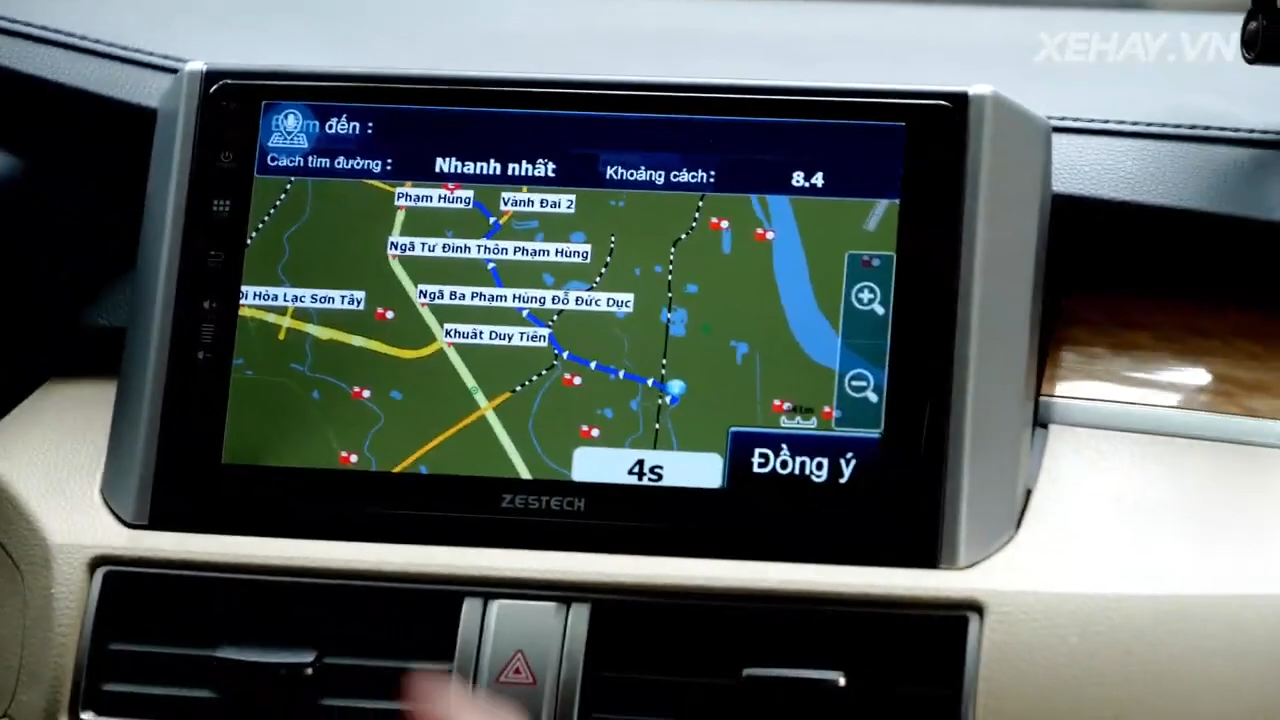 XEHAY.VN
đến :
Cách tìm đường :
Nhanh nhất
Khoảng cách:
8.4
Phạm Hùng
Vành Đai 2
Ngã Tư Đình Thôn Phạm Hùng
Hòa Lạc Sơn Tây
Ngã Ba Phạm Hùng Đỗ Đức Dục
Khuất Duy Tiến
4s
Đồng ý
ZESTECH